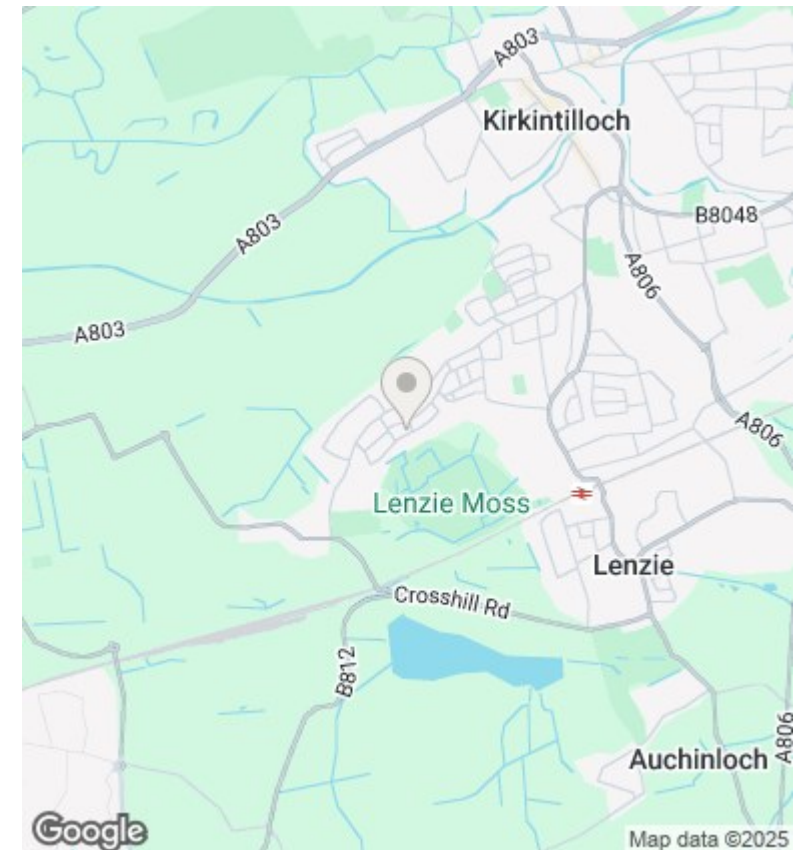 A803
Kirkintilloch
B8048
A803
A806
A803
A806
Lenzie Moss
Lenzie
Crosshill Rd
B812
A806
Auchinloch
Google
Map data ©2025